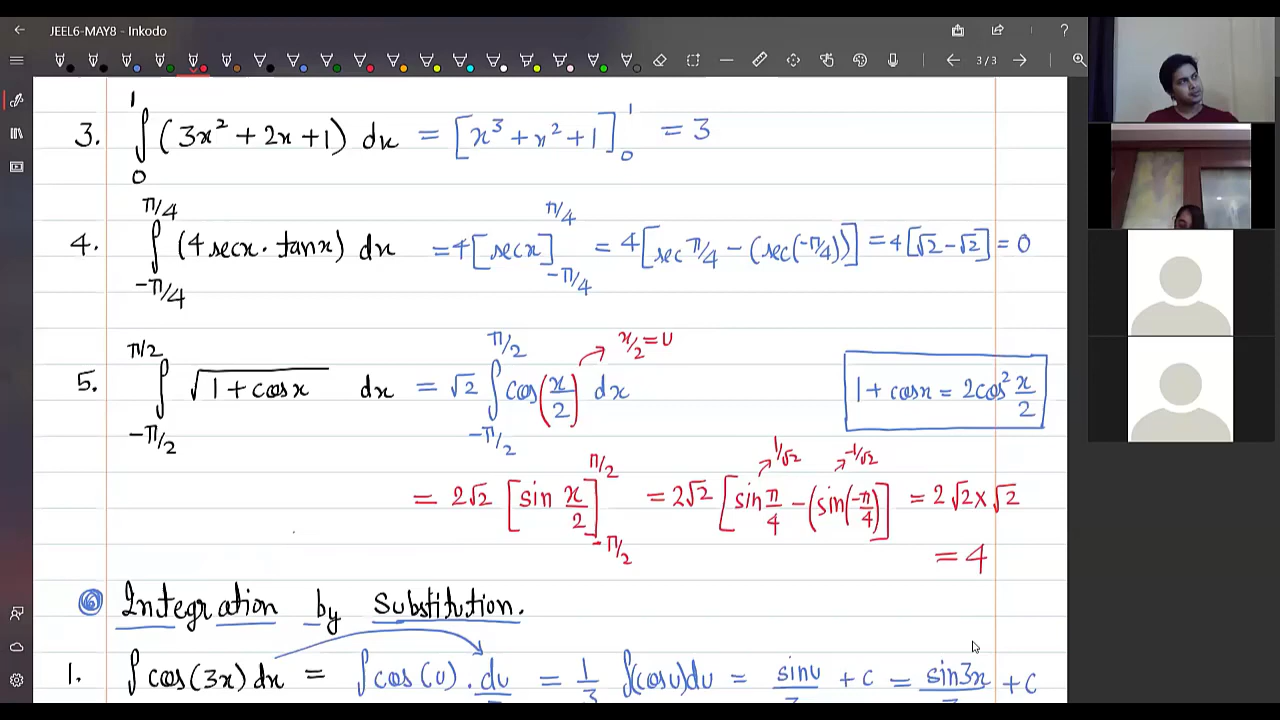 JEEL6-MAY8 - Inkodo
3/3
3. ∫₀¹ (3x² + 2x + 1) dx = [x³ + x² + 1]₀¹ = 3
4. ∫_{-π/4}^{π/4} (4secx · tanx) dx = 4[secx]_{-π/4}^{π/4} = 4[sec π/4 - (sec(-π/4))] = 4[√2 - √2] = 0
x/2 = u
5. ∫_{-π/2}^{π/2} √(1 + cosx) dx = √2 ∫_{-π/2}^{π/2} cos(x/2) dx
1 + cosx = 2cos² x/2
1/√2 -1/√2
= 2√2 [sin x/2]_{-π/2}^{π/2} = 2√2 [sin π/4 - (sin(-π/4)] = 2√2 x √2
= 4
Integration by Substitution.
1. ∫cos(3x) dx = ∫cos(u) . du = 1/3 ∫(cosu)du = sinu + c = sin3x + c